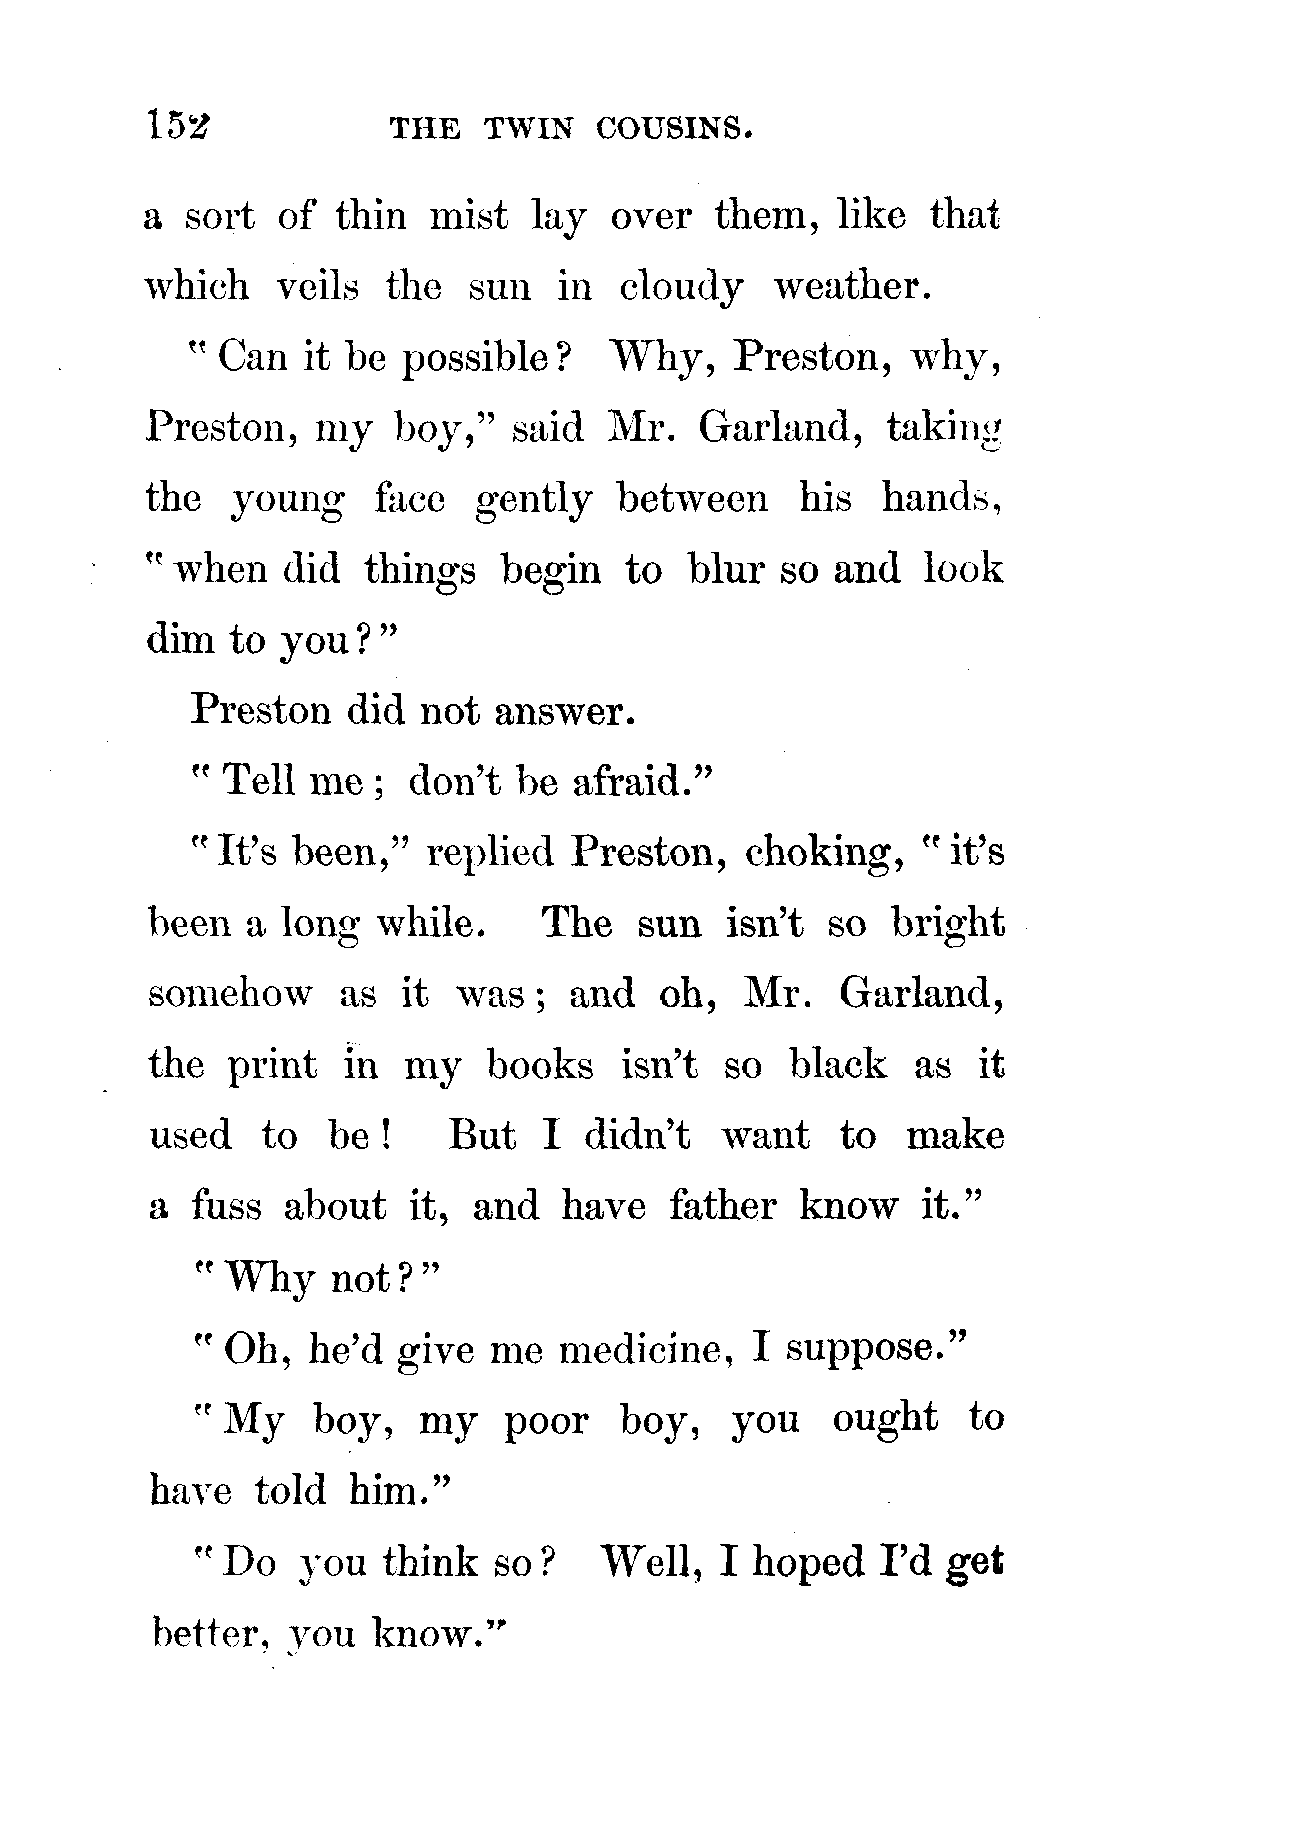 152 THE TWIN COUSINS.
a sort of thin mist lay over them, like that
which veils the sun in cloudy weather.
"Can it be possible? Why, Preston, why,
Preston, my boy," said Mr. Garland, taking
the young face gently between his hands,
"when did things begin to blur so and look
dim to you?"
Preston did not answer.
"Tell me; don't be afraid."
"It's been," replied Preston, choking, "it's
been a long while. The sun isn't so bright
somehow as it was; and oh, Mr. Garland,
the print in my books isn't so black as it
used to be! But I didn't want to make
a fuss about it, and have father know it."
"Why not?"
"Oh, he'd give me medicine, I suppose."
"My boy, my poor boy, you ought to
have told him."
"Do you think so? Well, I hoped I'd get
better, you know."